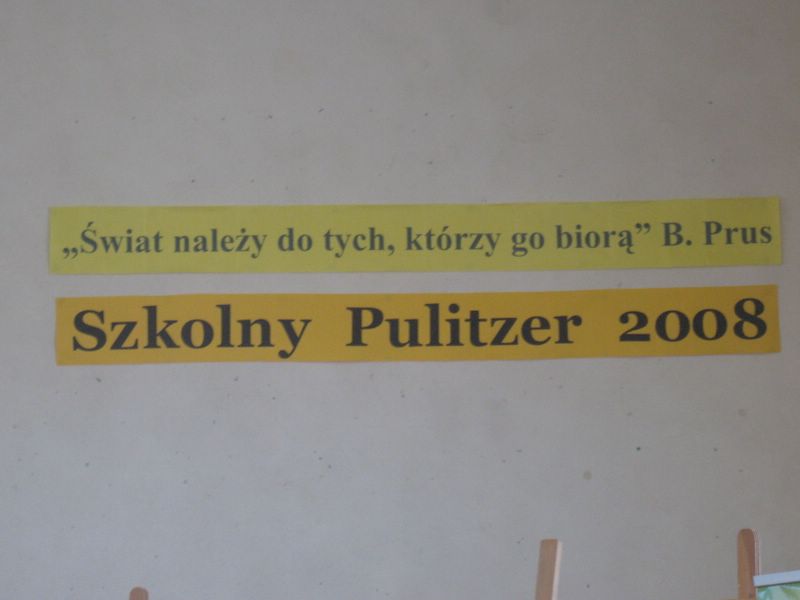 „Świat należy do tych, którzy go biorą” B. Prus
Szkolny Pulitzer 2008